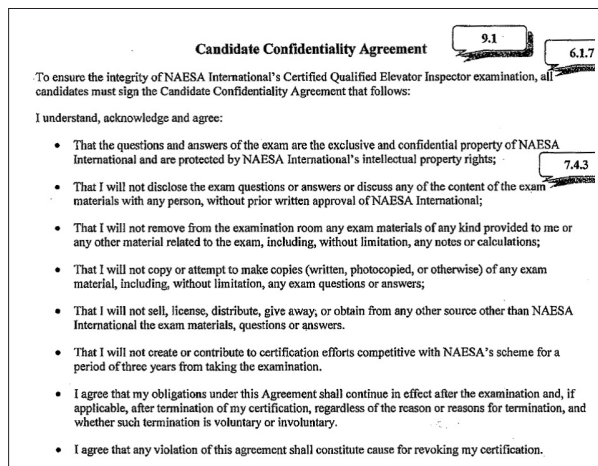 9.1
Candidate Confidentiality Agreement
6.1.7
To ensure the integrity of NAESA International's Certified Qualified Elevator Inspector examination, all
candidates must sign the Candidate Confidentiality Agreement that follows:
I understand, acknowledge and agree:
• That the questions and answers of the exam are the exclusive and confidential property of NAESA
International and are protected by NAESA International's intellectual property rights;
7.4.3
• That I will not disclose the exam questions or answers or discuss any of the content of the exam
materials with any person, without prior written approval of NAESA International;
• That I will not remove from the examination room any exam materials of any kind provided to me or
any other material related to the exam, including, without limitation, any notes or calculations;
• That I will not copy or attempt to make copies (written, photocopied, or otherwise) of any exam
material, including, without limitation, any exam questions or answers;
• That I will not sell, license, distribute, give away, or obtain from any other source other than NAESA
International the exam materials, questions or answers.
• That I will not create or contribute to certification efforts competitive with NAESA's scheme for a
period of three years from taking the examination.
• I agree that my obligations under this Agreement shall continue in effect after the examination and, if
applicable, after termination of my certification, regardless of the reason or reasons for termination, and
whether such termination is voluntary or involuntary.
• I agree that any violation of this agreement shall constitute cause for revoking my certification.